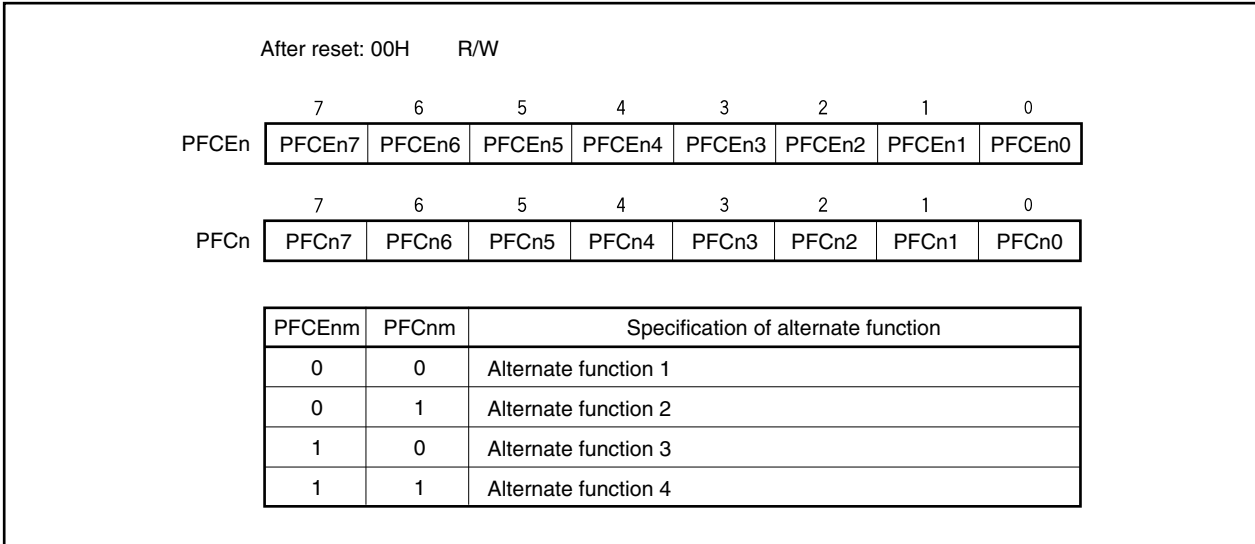 After reset: 00H R/W
7 6 5 4 3 2 1 0
PFCEn PFCEn7 PFCEn6 PFCEn5 PFCEn4 PFCEn3 PFCEn2 PFCEn1 PFCEn0
7 6 5 4 3 2 1 0
PFCn PFCn7 PFCn6 PFCn5 PFCn4 PFCn3 PFCn2 PFCn1 PFCn0
PFCEnm PFCnm Specification of alternate function
0 0 Alternate function 1
0 1 Alternate function 2
1 0 Alternate function 3
1 1 Alternate function 4